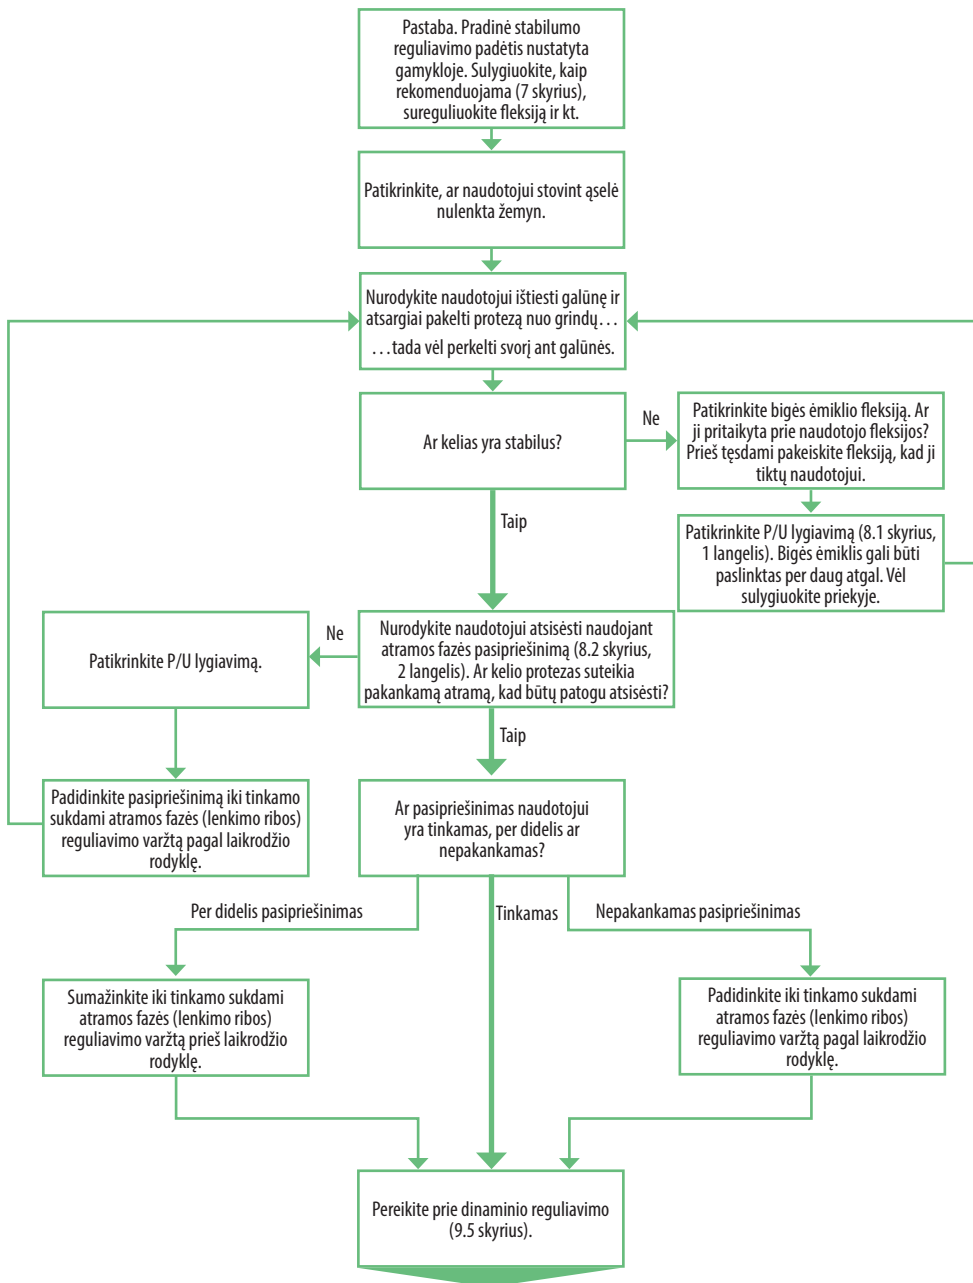 Pastaba. Pradinė stabilumo
reguliavimo padėtis nustatyta
gamykloje. Sulygiuokite, kaip
rekomenduojama (7 skyrius),
sureguliuokite fleksiją ir kt.
Patikrinkite, ar naudotojui stovint ąselė
nulenkta žemyn.
Nurodykite naudotojui ištiesti galūnę ir
atsargiai pakelti protezą nuo grindų…
…tada vėl perkelti svorį ant galūnės.
Ar kelias yra stabilus?
Ne
Patikrinkite bigės ėmiklio fleksiją. Ar
ji pritaikyta prie naudotojo fleksijos?
Prieš tęsdami pakeiskite fleksiją, kad ji
tiktų naudotojui.
Taip
Patikrinkite P/U lygiavimą (8.1 skyrius,
1 langelis). Bigės ėmiklis gali būti
paslinktas per daug atgal. Vėl
sulygiuokite priekyje.
Nurodykite naudotojui atsisėsti naudojant
atramos fazės pasipriešinimą (8.2 skyrius,
2 langelis). Ar kelio protezas suteikia
pakankamą atramą, kad būtų patogu atsisėsti?
Ne
Patikrinkite P/U lygiavimą.
Taip
Padidinkite pasipriešinimą iki tinkamo
sukdami atramos fazės (lenkimo ribos)
reguliavimo varžtą pagal laikrodžio
rodyklę.
Ar pasipriešinimas naudotojui
yra tinkamas, per didelis ar
nepakankamas?
Per didelis pasipriešinimas
Tinkamas
Nepakankamas pasipriešinimas
Sumažinkite iki tinkamo sukdami
atramos fazės (lenkimo ribos)
reguliavimo varžtą prieš laikrodžio
rodyklę.
Padidinkite iki tinkamo sukdami
atramos fazės (lenkimo ribos)
reguliavimo varžtą pagal laikrodžio
rodyklę.
Pereikite prie dinaminio reguliavimo
(9.5 skyrius).